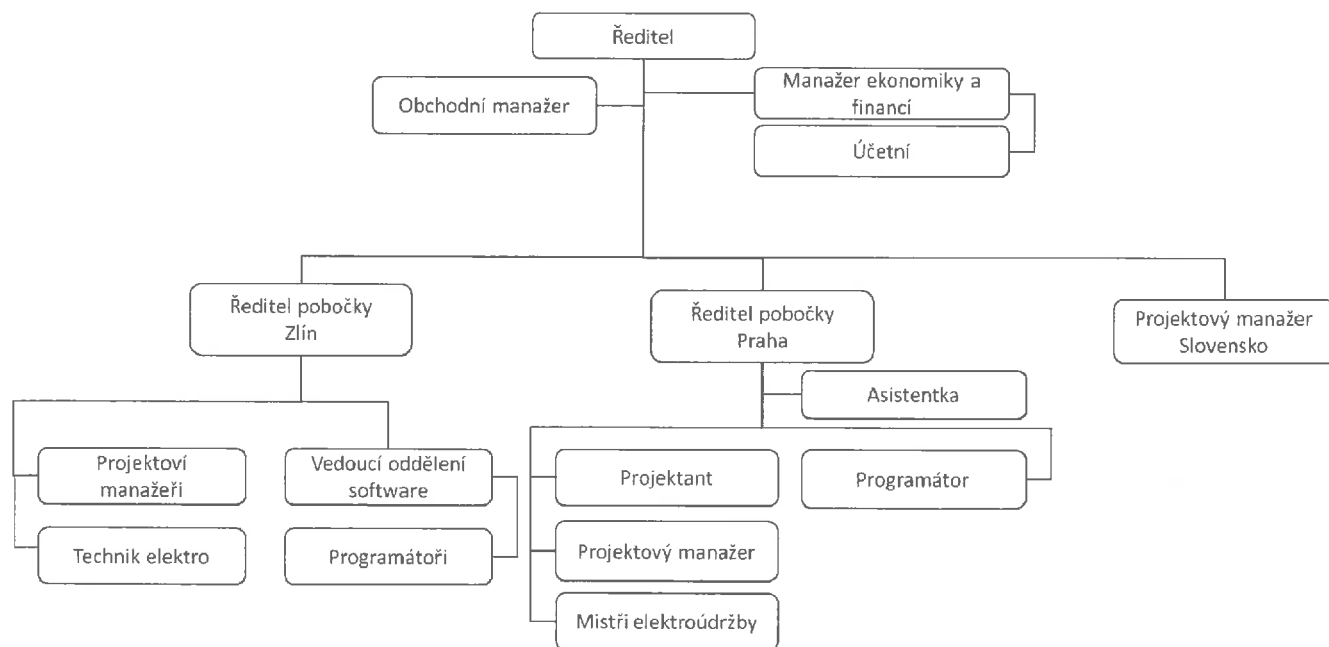 Ředitel
Obchodní manažer
Manažer ekonomiky a
financí
Účetní
Ředitel pobočky
Zlín
Ředitel pobočky
Praha
Projektový manažer
Slovensko
Asistentka
Projektoví
manažeři
Vedoucí oddělení
software
Projektant
Programátor
Technik elektro
Programátoři
Projektový manažer
Mistři elektroúdržby